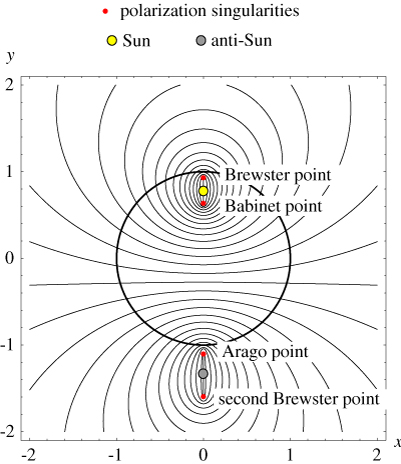 polarization singularities
Sun anti-Sun
y
2
Brewster point
1
Babinet point
0
-1
Arago point
second Brewster point
-2
x
-2 -1 0 1 2